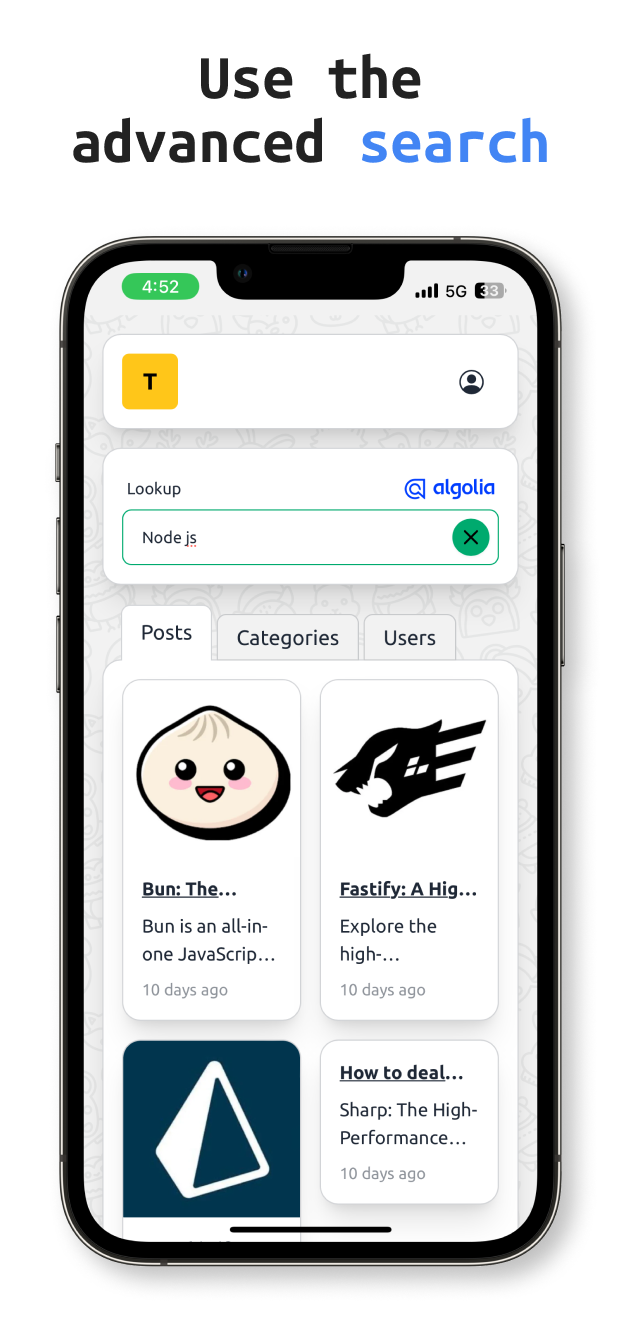 Use the
advanced search
4:52
5G 33
T
Lookup
algolia
Node js
Posts
Categories
Users
Bun: The...
Bun is an all-in-
one JavaScrip...
10 days ago
Fastify: A Hig...
Explore the
high-...
10 days ago
How to deal...
Sharp: The High-
Performance...
10 days ago